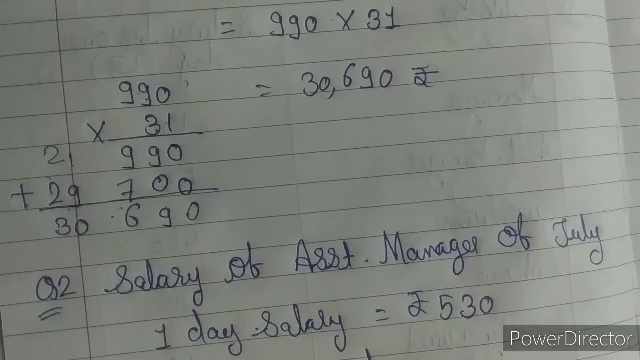 = 990 × 31
990 = 30,690 ₹
× 31
2 990
+ 29 700
30 690
Q2 Salary of Asst. Manager of July
1 day salary = ₹ 530
PowerDirector